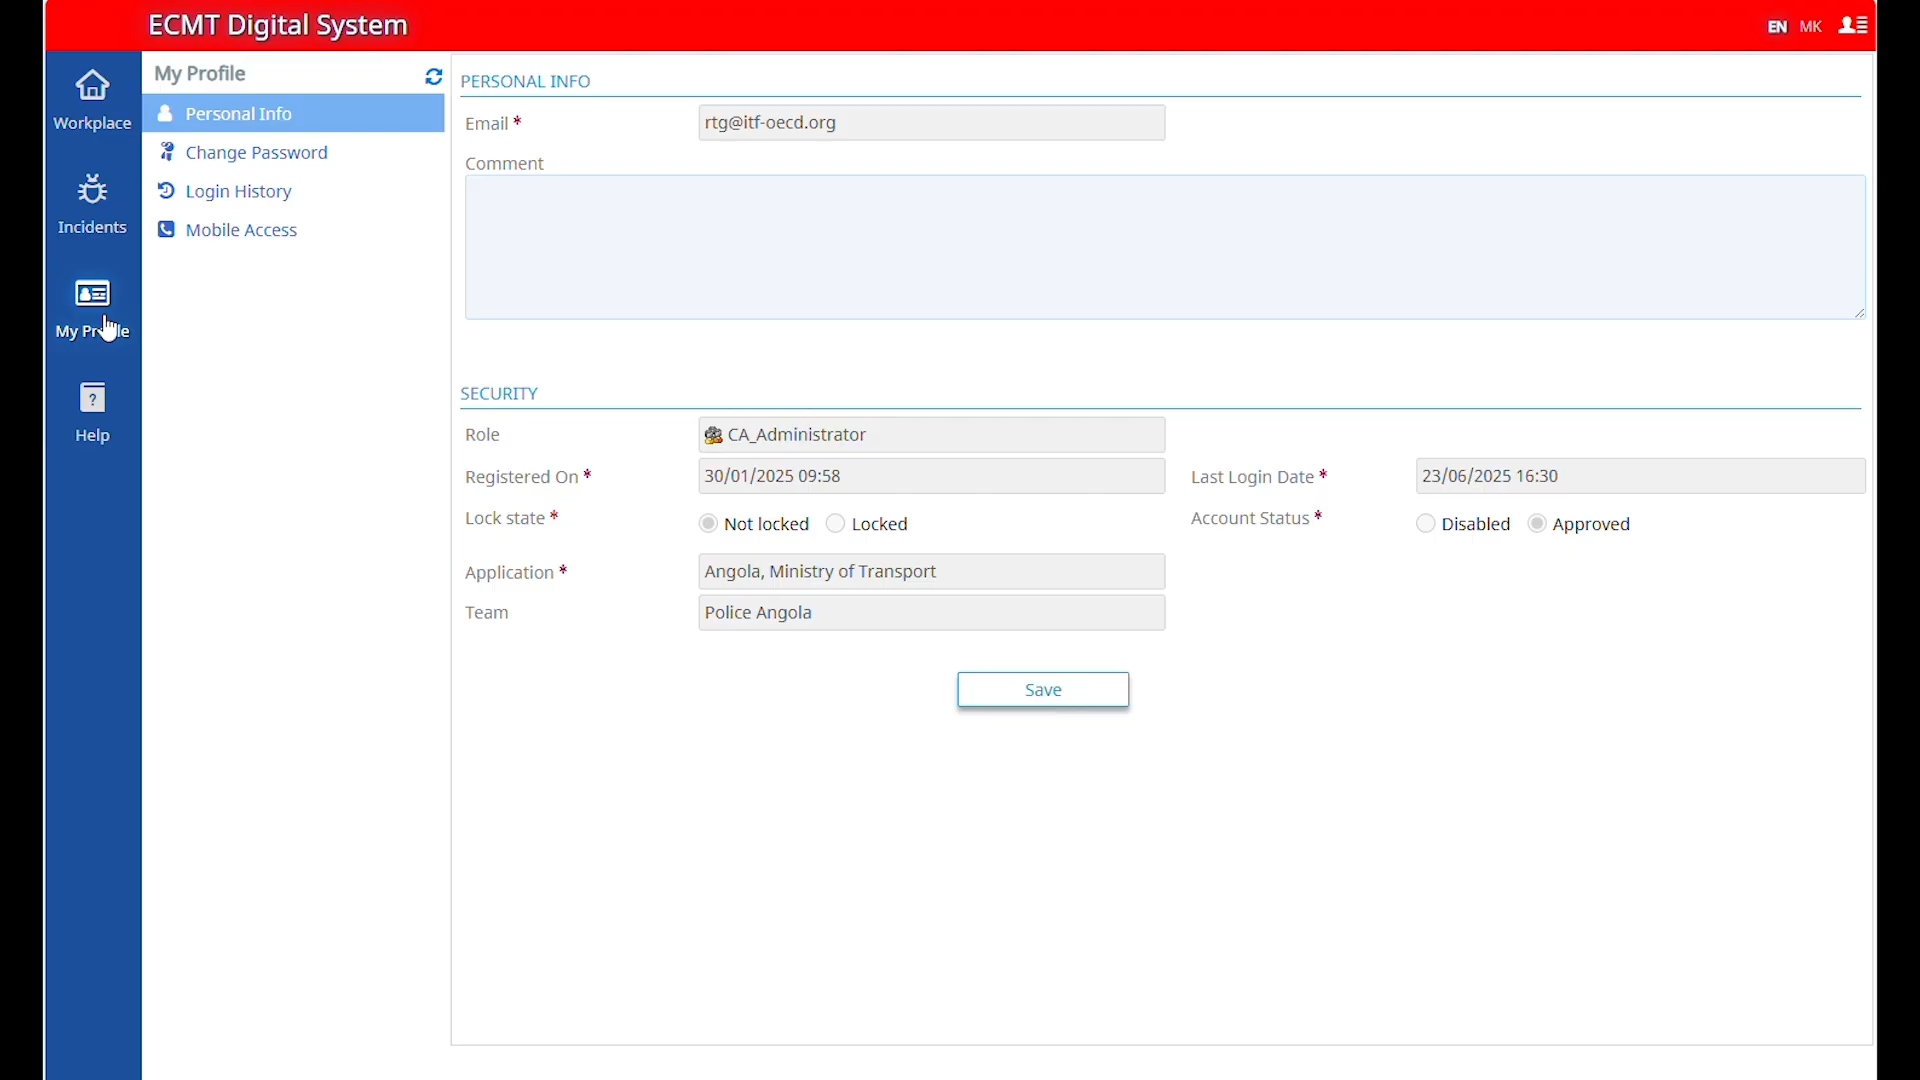 ECMT Digital System
EN MK
Workplace
Incidents
My Profile
Help
My Profile
Personal Info
Change Password
Login History
Mobile Access
PERSONAL INFO
Email *
rtg@itf-oecd.org
Comment
SECURITY
Role
CA_Administrator
Registered On *
30/01/2025 09:58
Last Login Date *
23/06/2025 16:30
Lock state *
Not locked Locked
Account Status *
Disabled Approved
Application *
Angola, Ministry of Transport
Team
Police Angola
Save